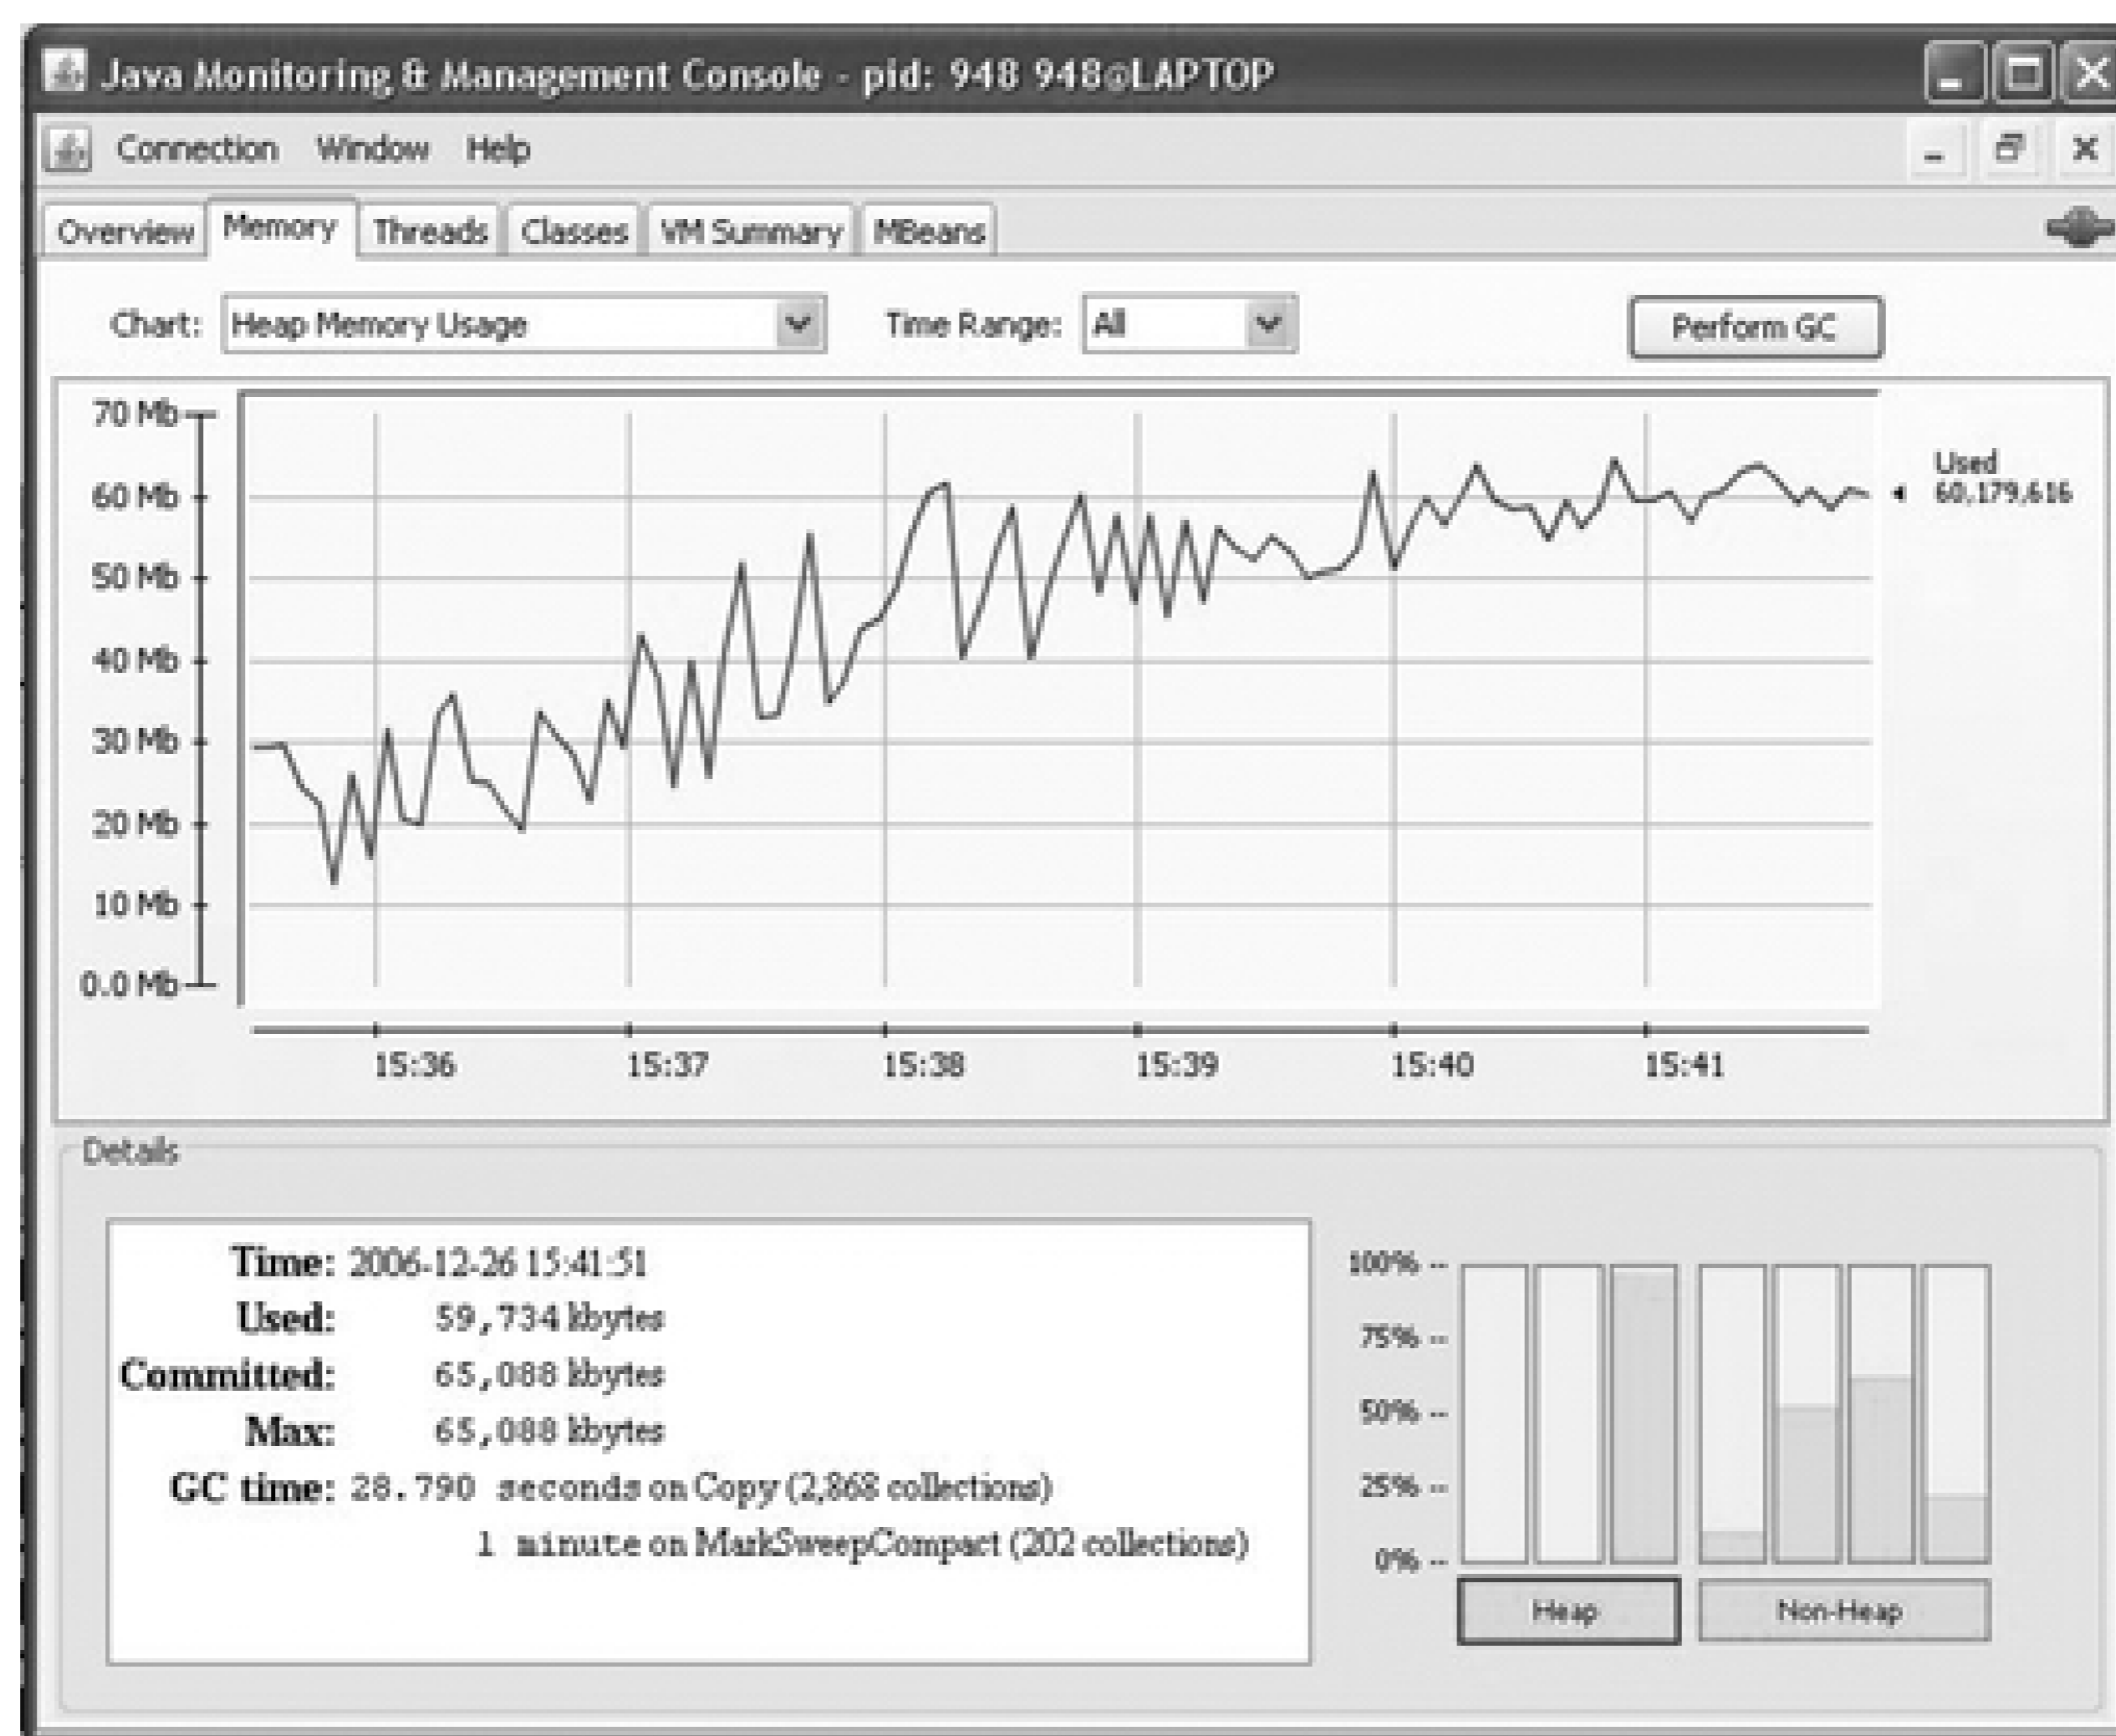 Java Monitoring & Management Console - pid: 948 948@LAPTOP
Connection Window Help
Overview Memory Threads Classes VM Summary MBeans
Chart: Heap Memory Usage Time Range: All Perform GC
70 Mb
60 Mb
50 Mb
40 Mb
30 Mb
20 Mb
10 Mb
0.0 Mb
Used
60,179,616
15:36 15:37 15:38 15:39 15:40 15:41
Details
Time: 2006-12-26 15:41:51
Used: 59,734 kbytes
Committed: 65,088 kbytes
Max: 65,088 kbytes
GC time: 28.790 seconds on Copy (2,868 collections)
1 minute on MarkSweepCompact (202 collections)
100% --
75% --
50% --
25% --
0% --
Heap Non-Heap